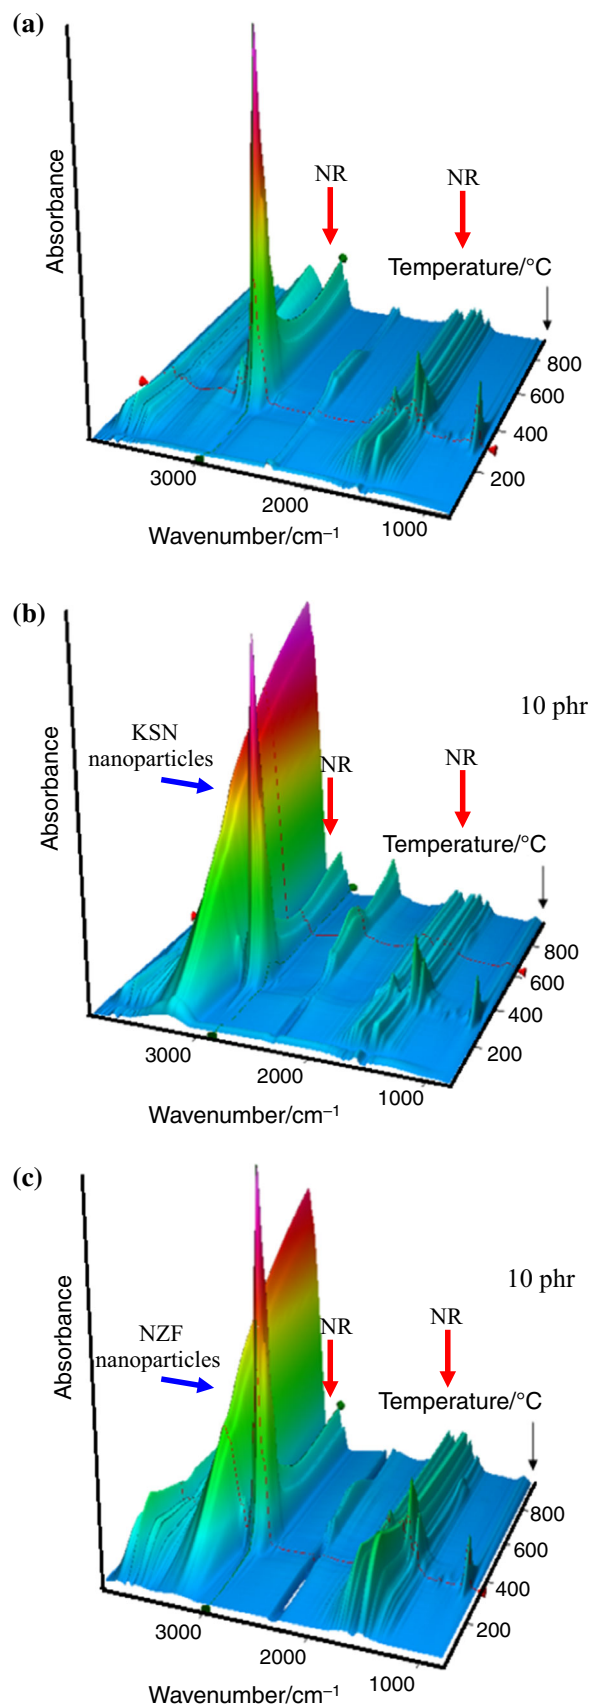 (a)
NR
NR
Absorbance
Temperature/°C
800
600
400
200
3000
2000
1000
Wavenumber/cm⁻¹
(b)
10 phr
KSN
nanoparticles
NR
NR
Absorbance
Temperature/°C
800
600
400
200
3000
2000
1000
Wavenumber/cm⁻¹
(c)
10 phr
NZF
nanoparticles
NR
NR
Absorbance
Temperature/°C
800
600
400
200
3000
2000
1000
Wavenumber/cm⁻¹